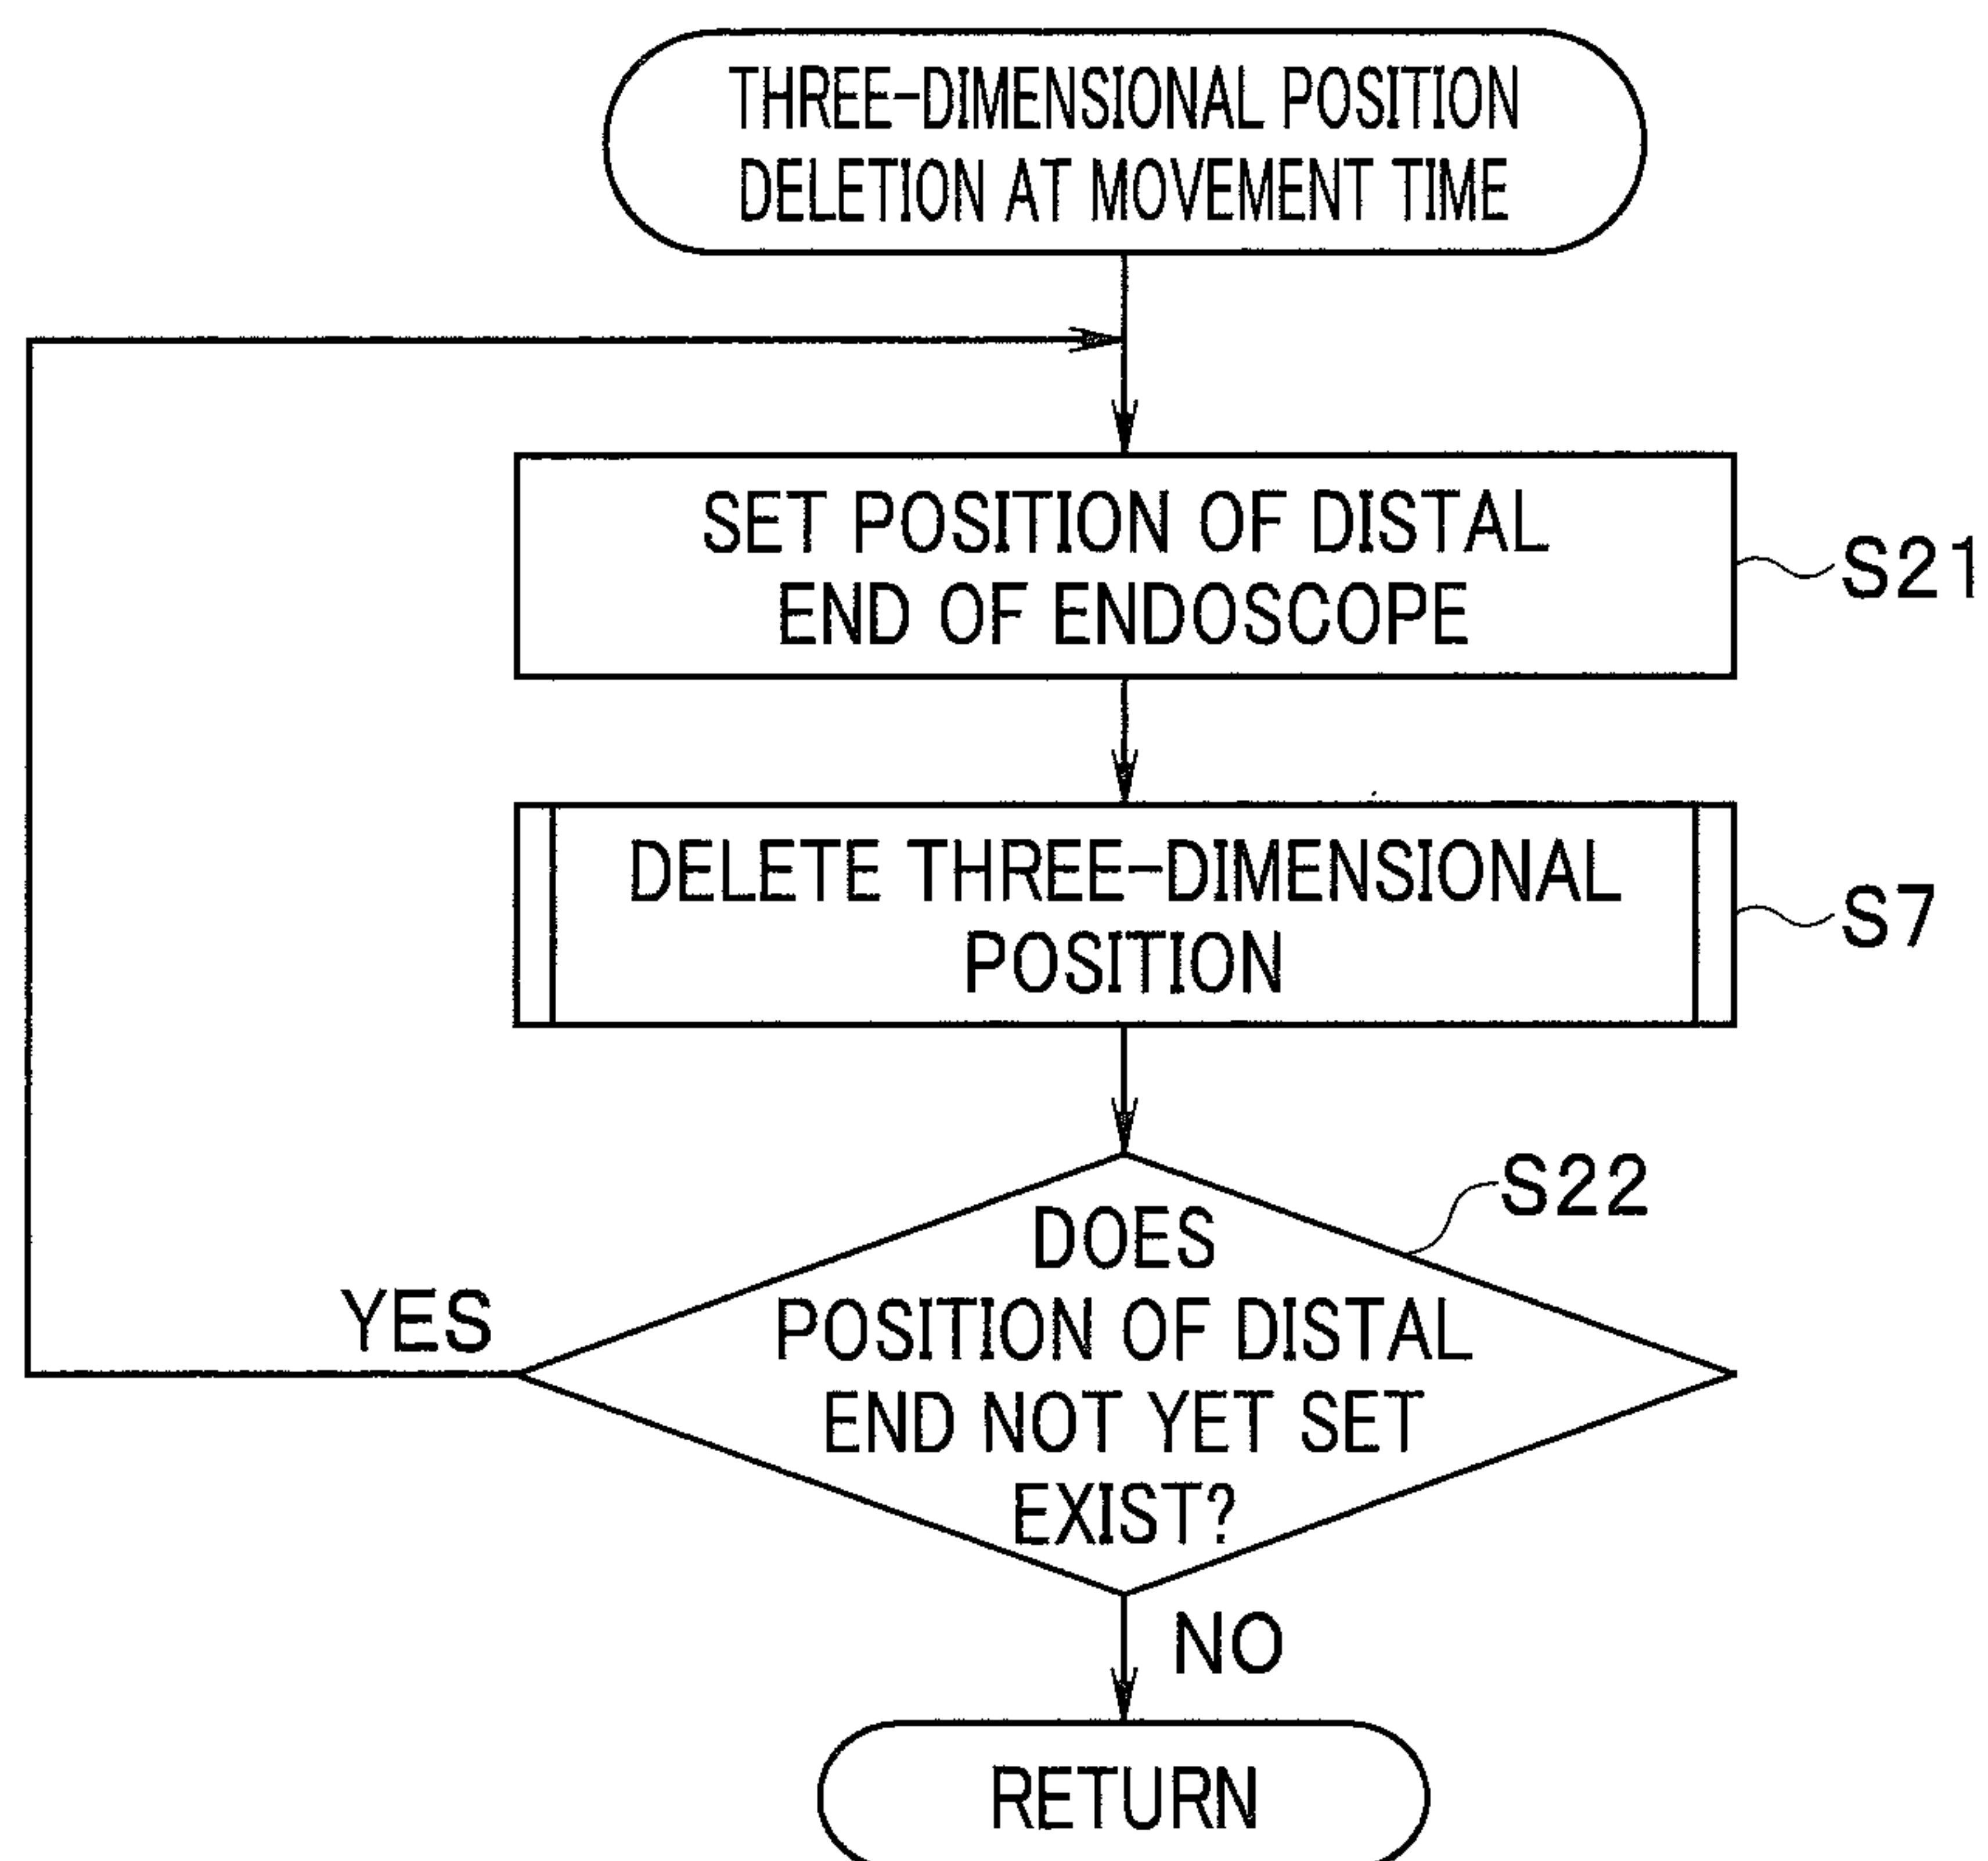 THREE-DIMENSIONAL POSITION
DELETION AT MOVEMENT TIME
SET POSITION OF DISTAL
END OF ENDOSCOPE
S21
DELETE THREE-DIMENSIONAL
POSITION
S7
S22
DOES
POSITION OF DISTAL
END NOT YET SET
EXIST?
YES
NO
RETURN